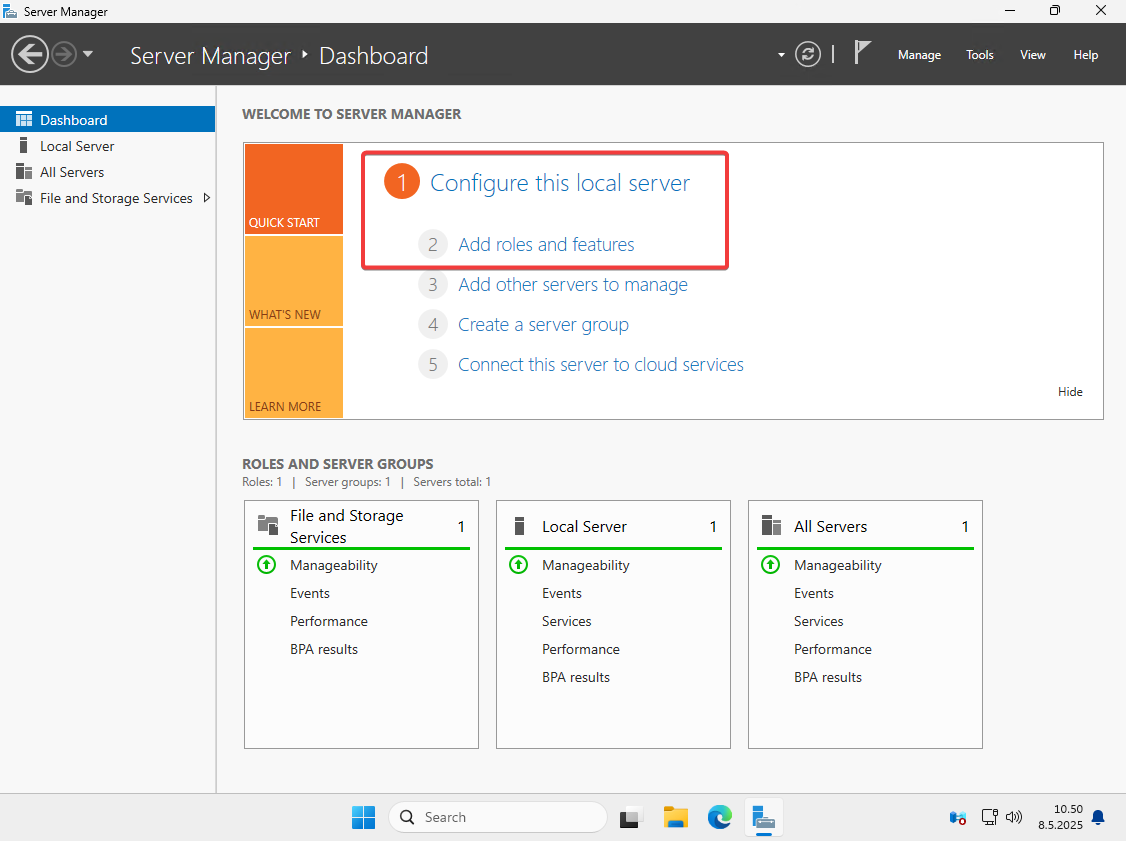 Server Manager
Server Manager ‣ Dashboard
Manage Tools View Help
Dashboard
Local Server
All Servers
File and Storage Services
WELCOME TO SERVER MANAGER
QUICK START
WHAT'S NEW
LEARN MORE
1 Configure this local server
2 Add roles and features
3 Add other servers to manage
4 Create a server group
5 Connect this server to cloud services
Hide
ROLES AND SERVER GROUPS
Roles: 1 | Server groups: 1 | Servers total: 1
File and Storage
Services 1
Manageability
Events
Performance
BPA results
Local Server 1
Manageability
Events
Services
Performance
BPA results
All Servers 1
Manageability
Events
Services
Performance
BPA results
Search
10.50
8.5.2025